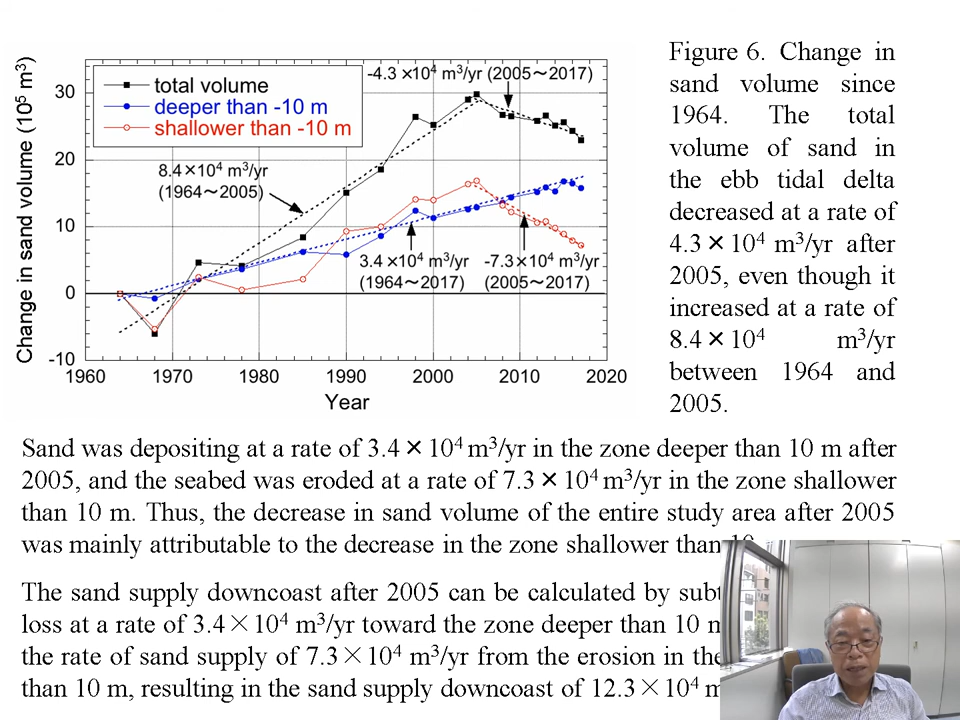 Figure 6. Change in
sand volume since
1964. The total
volume of sand in
the ebb tidal delta
decreased at a rate of
4.3×10⁴ m³/yr after
2005, even though it
increased at a rate of
8.4×10⁴ m³/yr
between 1964 and
2005.
Change in sand volume (10⁵ m³)
30
20
10
0
-10
total volume
deeper than -10 m
shallower than -10 m
-4.3 ×10⁴ m³/yr (2005～2017)
8.4×10⁴ m³/yr
(1964～2005)
3.4 ×10⁴ m³/yr
(1964～2017)
-7.3×10⁴ m³/yr
(2005～2017)
1960 1970 1980 1990 2000 2010 2020
Year
Sand was depositing at a rate of 3.4×10⁴ m³/yr in the zone deeper than 10 m after
2005, and the seabed was eroded at a rate of 7.3×10⁴ m³/yr in the zone shallower
than 10 m. Thus, the decrease in sand volume of the entire study area after 2005
was mainly attributable to the decrease in the zone shallower than
The sand supply downcoast after 2005 can be calculated by
loss at a rate of 3.4×10⁴ m³/yr toward the zone deeper than 10
the rate of sand supply of 7.3×10⁴ m³/yr from the erosion in the
than 10 m, resulting in the sand supply downcoast of 12.3×10⁴